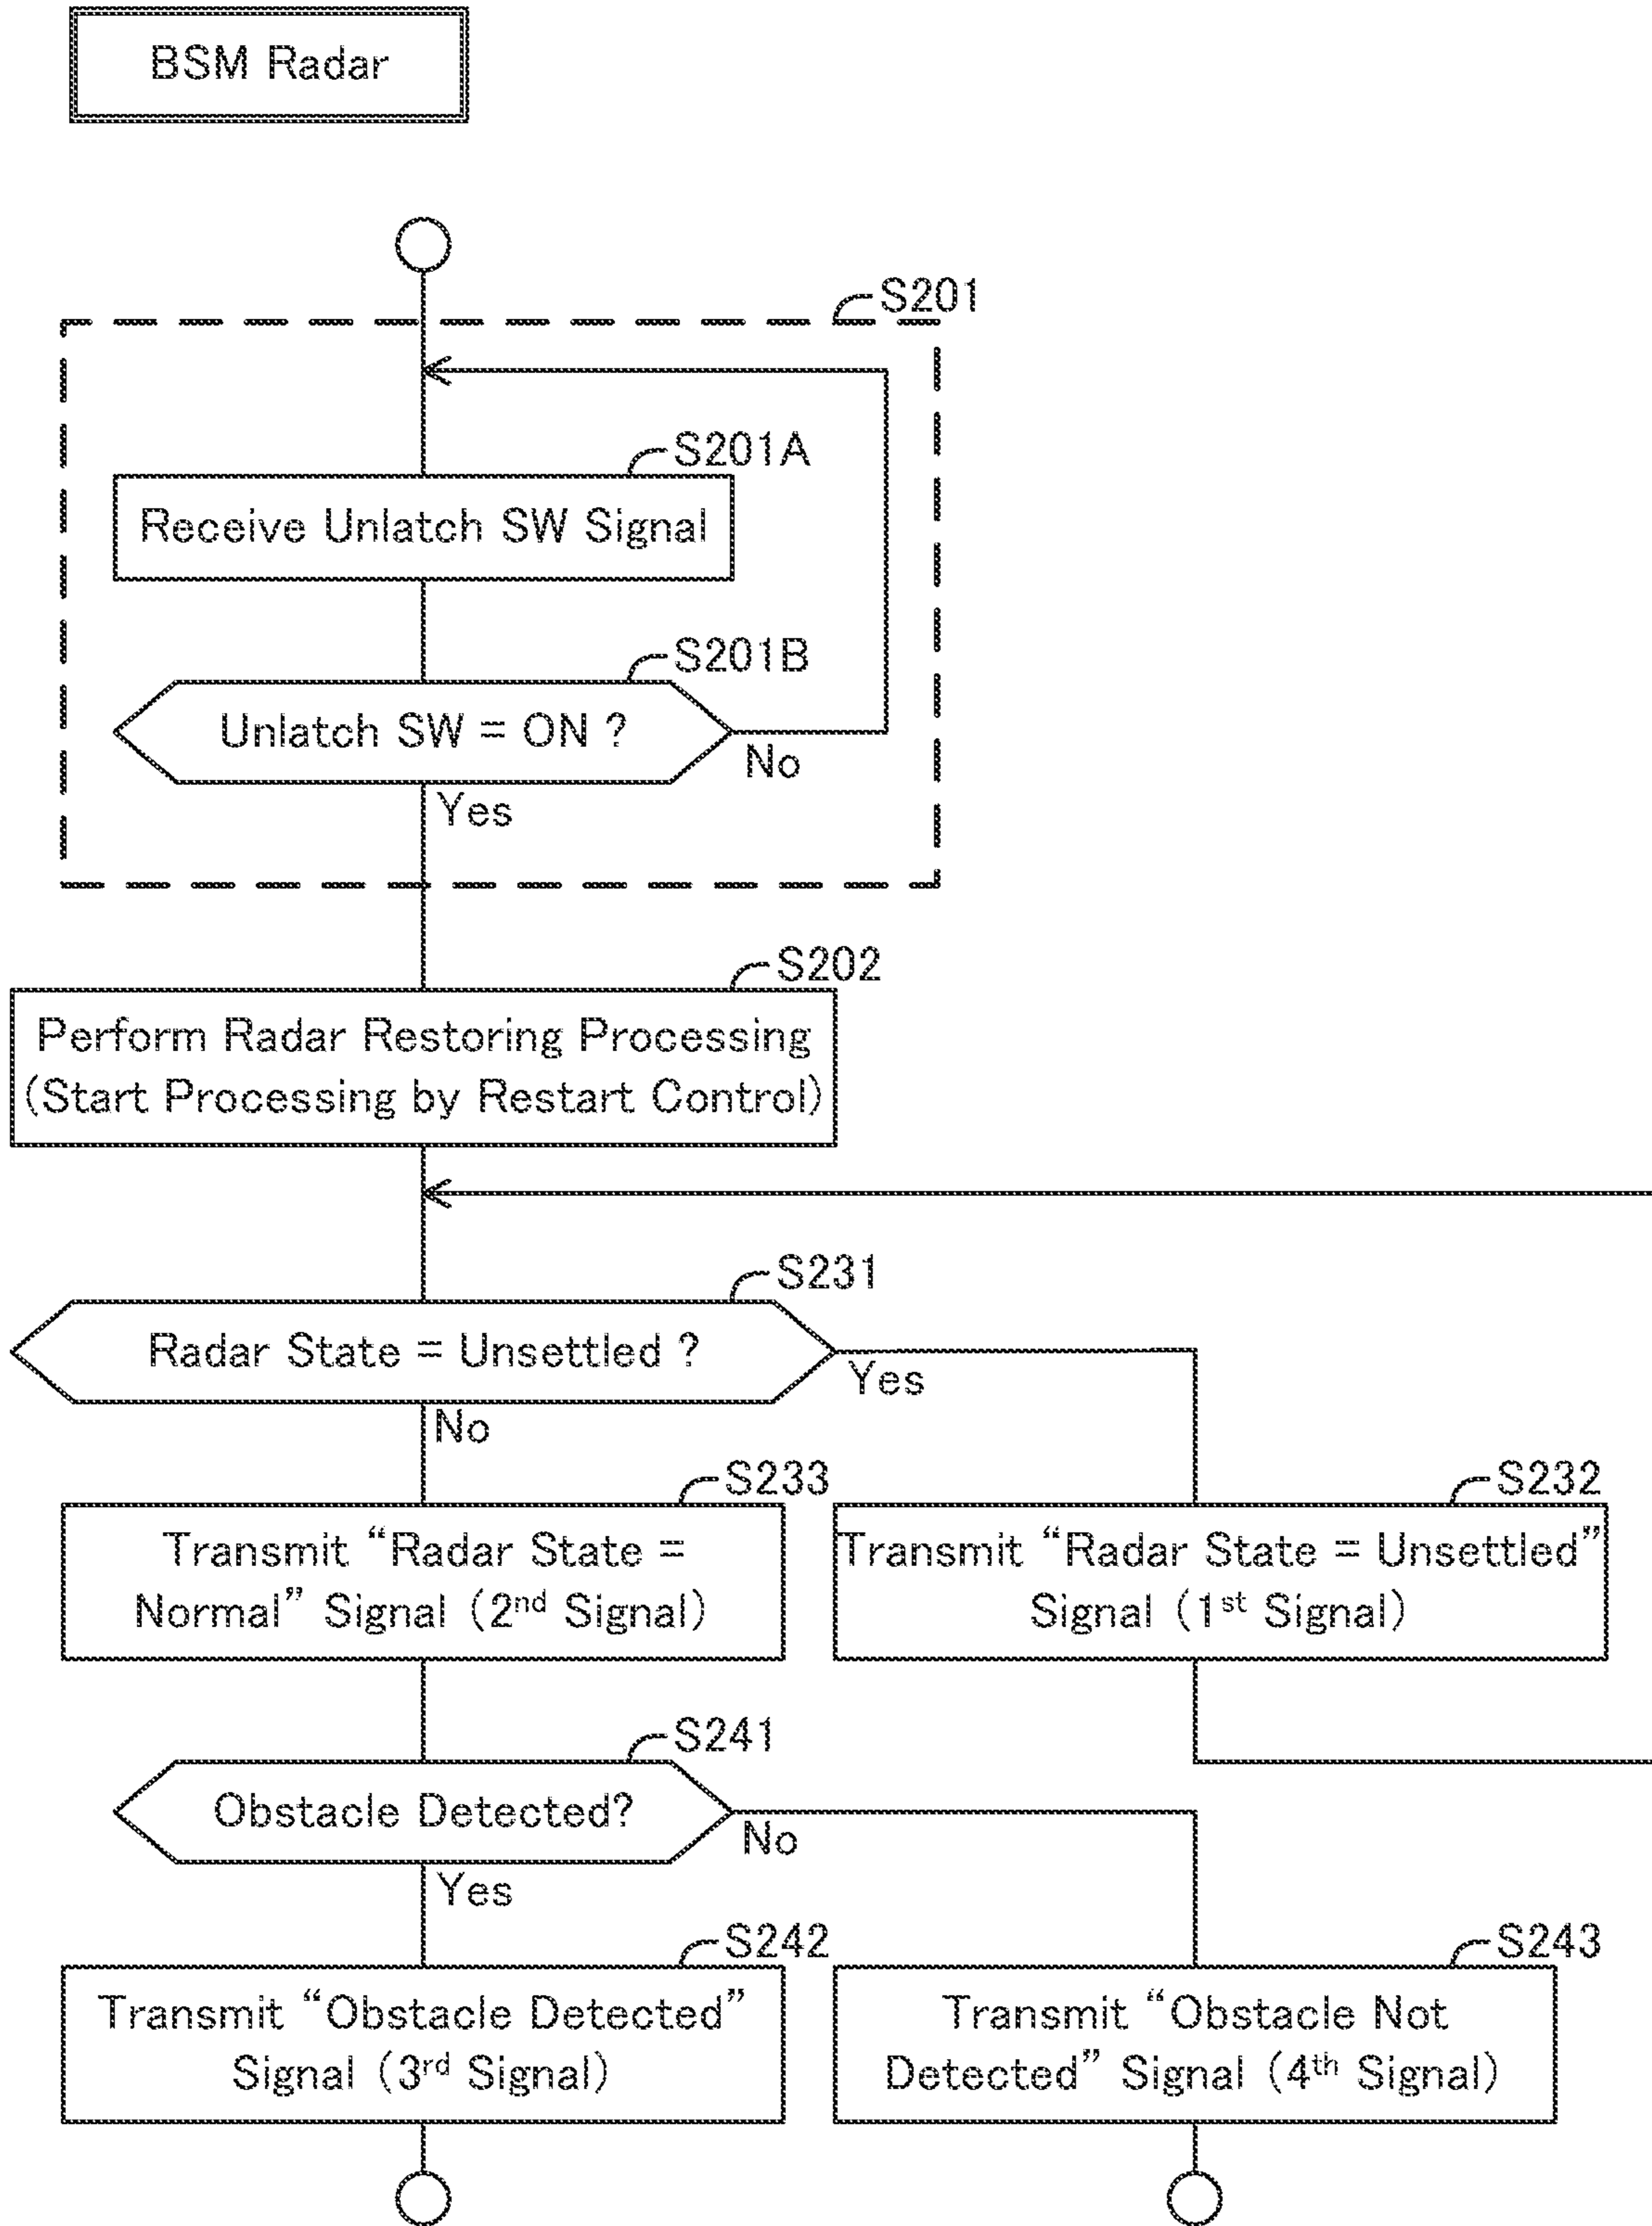 BSM Radar
S201
S201A
Receive Unlatch SW Signal
S201B
Unlatch SW = ON ?
No
Yes
S202
Perform Radar Restoring Processing
(Start Processing by Restart Control)
S231
Radar State = Unsettled ?
Yes
No
S233
Transmit “Radar State =
Normal” Signal (2nd Signal)
S232
Transmit “Radar State = Unsettled”
Signal (1st Signal)
S241
Obstacle Detected?
No
Yes
S242
Transmit “Obstacle Detected”
Signal (3rd Signal)
S243
Transmit “Obstacle Not
Detected” Signal (4th Signal)